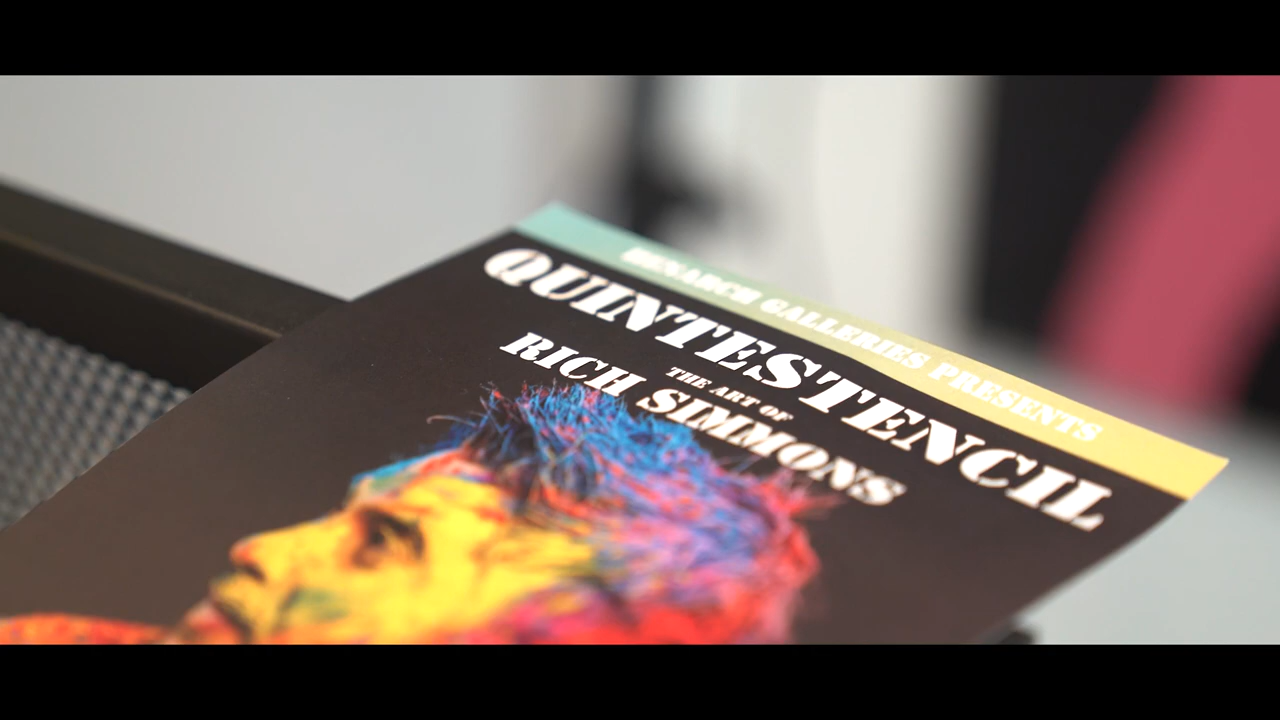 GALLERIES PRESENTS
QUINTESTENCIL
THE ART OF
RICH SIMMONS